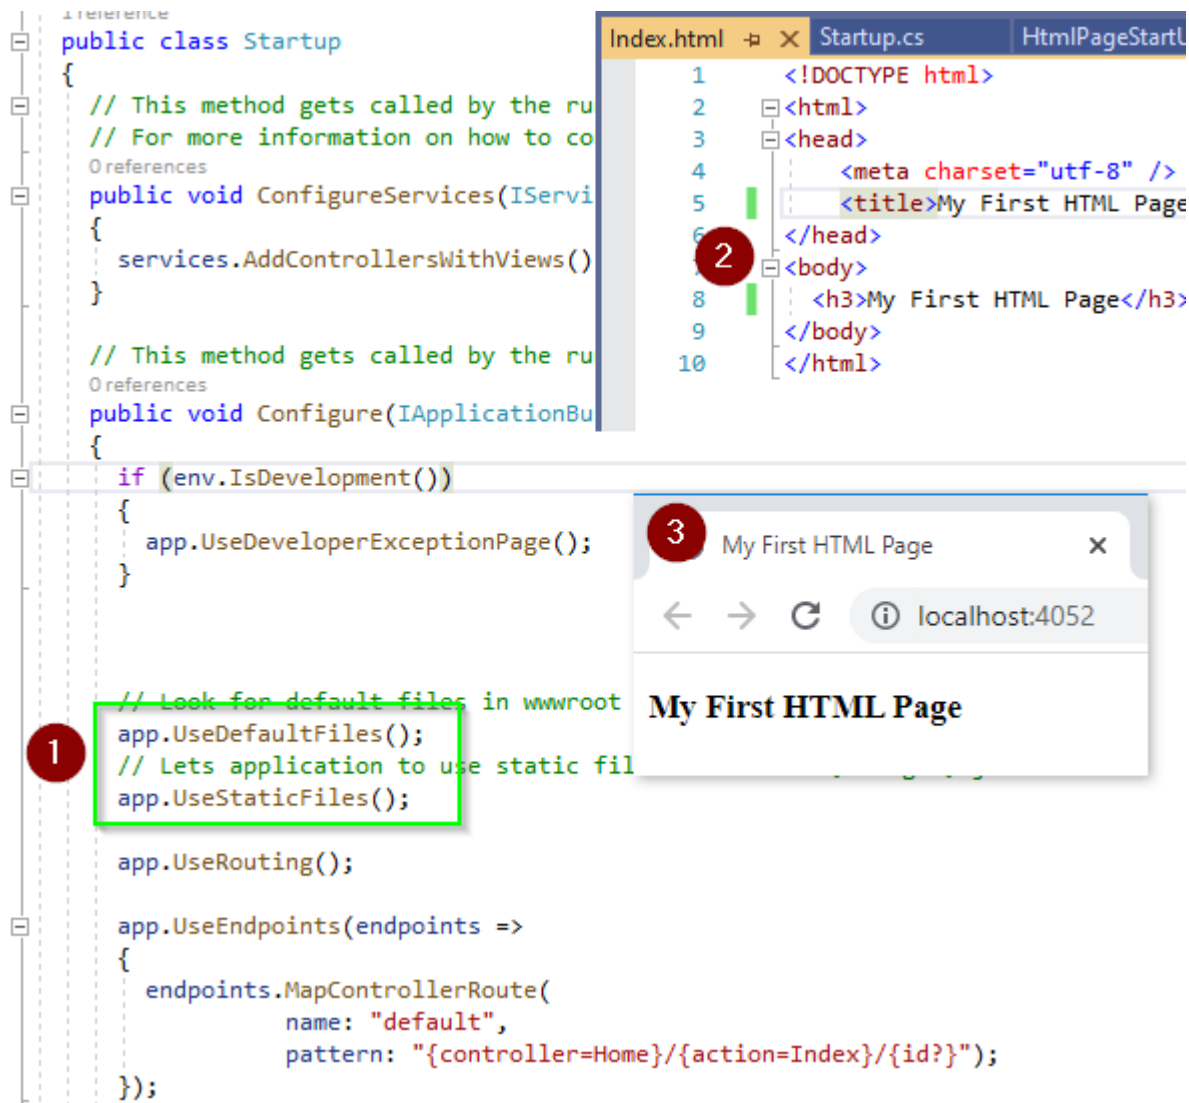 1 reference
public class Startup
{
// This method gets called by the ru
// For more information on how to co
0 references
public void ConfigureServices(IServi
{
services.AddControllersWithViews()
}
// This method gets called by the ru
0 references
public void Configure(IApplicationBu
{
if (env.IsDevelopment())
{
app.UseDeveloperExceptionPage();
}
// Look for default files in wwwroot
app.UseDefaultFiles();
// Lets application to use static fil
app.UseStaticFiles();
app.UseRouting();
app.UseEndpoints(endpoints =>
{
endpoints.MapControllerRoute(
name: "default",
pattern: "{controller=Home}/{action=Index}/{id?}");
});
1
Index.html Startup.cs HtmlPageStartU
1 <!DOCTYPE html>
2 <html>
3 <head>
4 <meta charset="utf-8" />
5 <title>My First HTML Page
6 </head>
7 <body>
8 <h3>My First HTML Page</h3>
9 </body>
10 </html>
2
3
My First HTML Page
localhost:4052
My First HTML Page